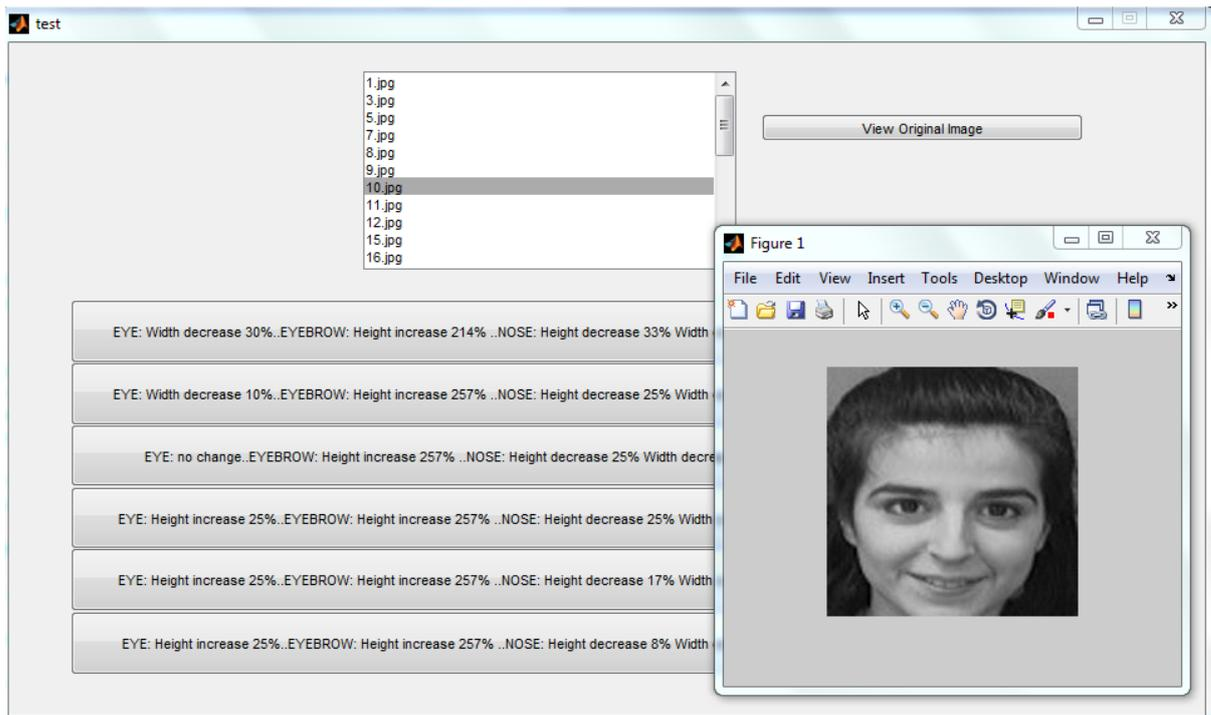 test
1.jpg
3.jpg
5.jpg
7.jpg
8.jpg
9.jpg
10.jpg
11.jpg
12.jpg
15.jpg
16.jpg
View Original Image
EYE: Width decrease 30%..EYEBROW: Height increase 214% ..NOSE: Height decrease 33% Width
EYE: Width decrease 10%..EYEBROW: Height increase 257% ..NOSE: Height decrease 25% Width
EYE: no change..EYEBROW: Height increase 257% ..NOSE: Height decrease 25% Width decre
EYE: Height increase 25%..EYEBROW: Height increase 257% ..NOSE: Height decrease 25% Width
EYE: Height increase 25%..EYEBROW: Height increase 257% ..NOSE: Height decrease 17% Width
EYE: Height increase 25%..EYEBROW: Height increase 257% ..NOSE: Height decrease 8% Width
Figure 1
File Edit View Insert Tools Desktop Window Help